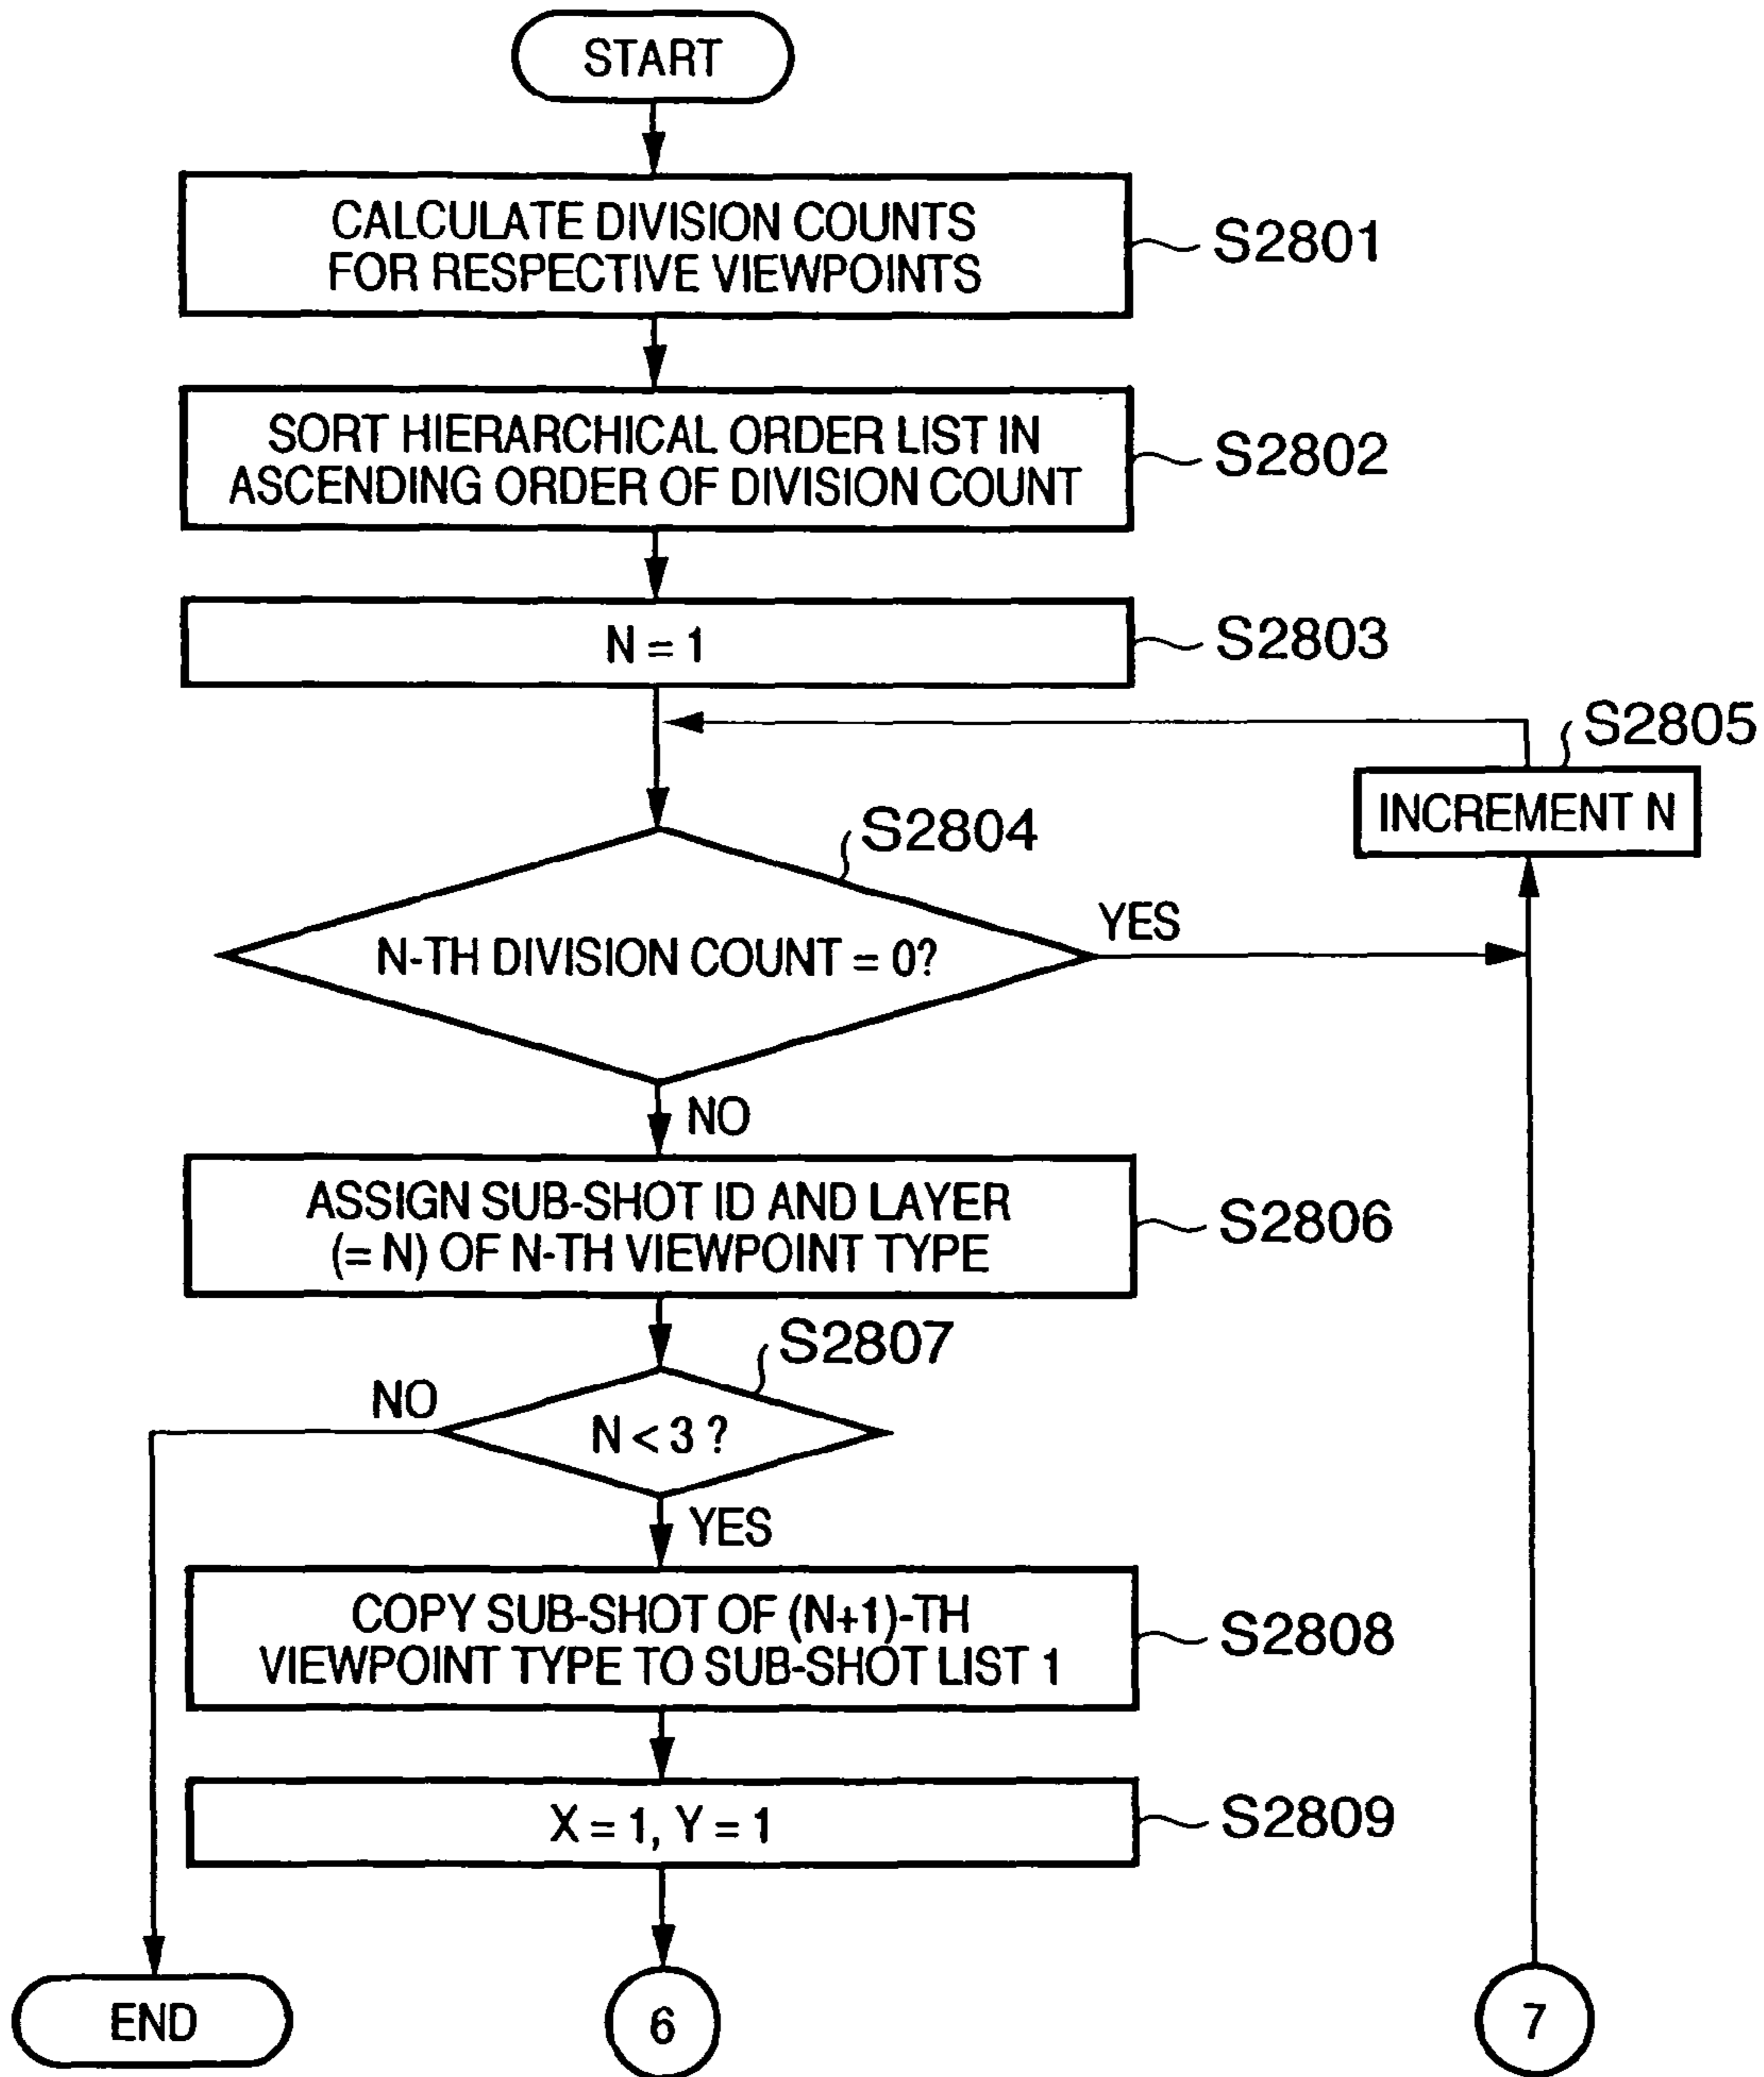 START
CALCULATE DIVISION COUNTS
FOR RESPECTIVE VIEWPOINTS
S2801
SORT HIERARCHICAL ORDER LIST IN
ASCENDING ORDER OF DIVISION COUNT
S2802
N = 1
S2803
S2805
INCREMENT N
S2804
N-TH DIVISION COUNT = 0?
YES
NO
ASSIGN SUB-SHOT ID AND LAYER
(= N) OF N-TH VIEWPOINT TYPE
S2806
S2807
NO
N < 3 ?
YES
COPY SUB-SHOT OF (N+1)-TH
VIEWPOINT TYPE TO SUB-SHOT LIST 1
S2808
X = 1, Y = 1
S2809
END
6
7